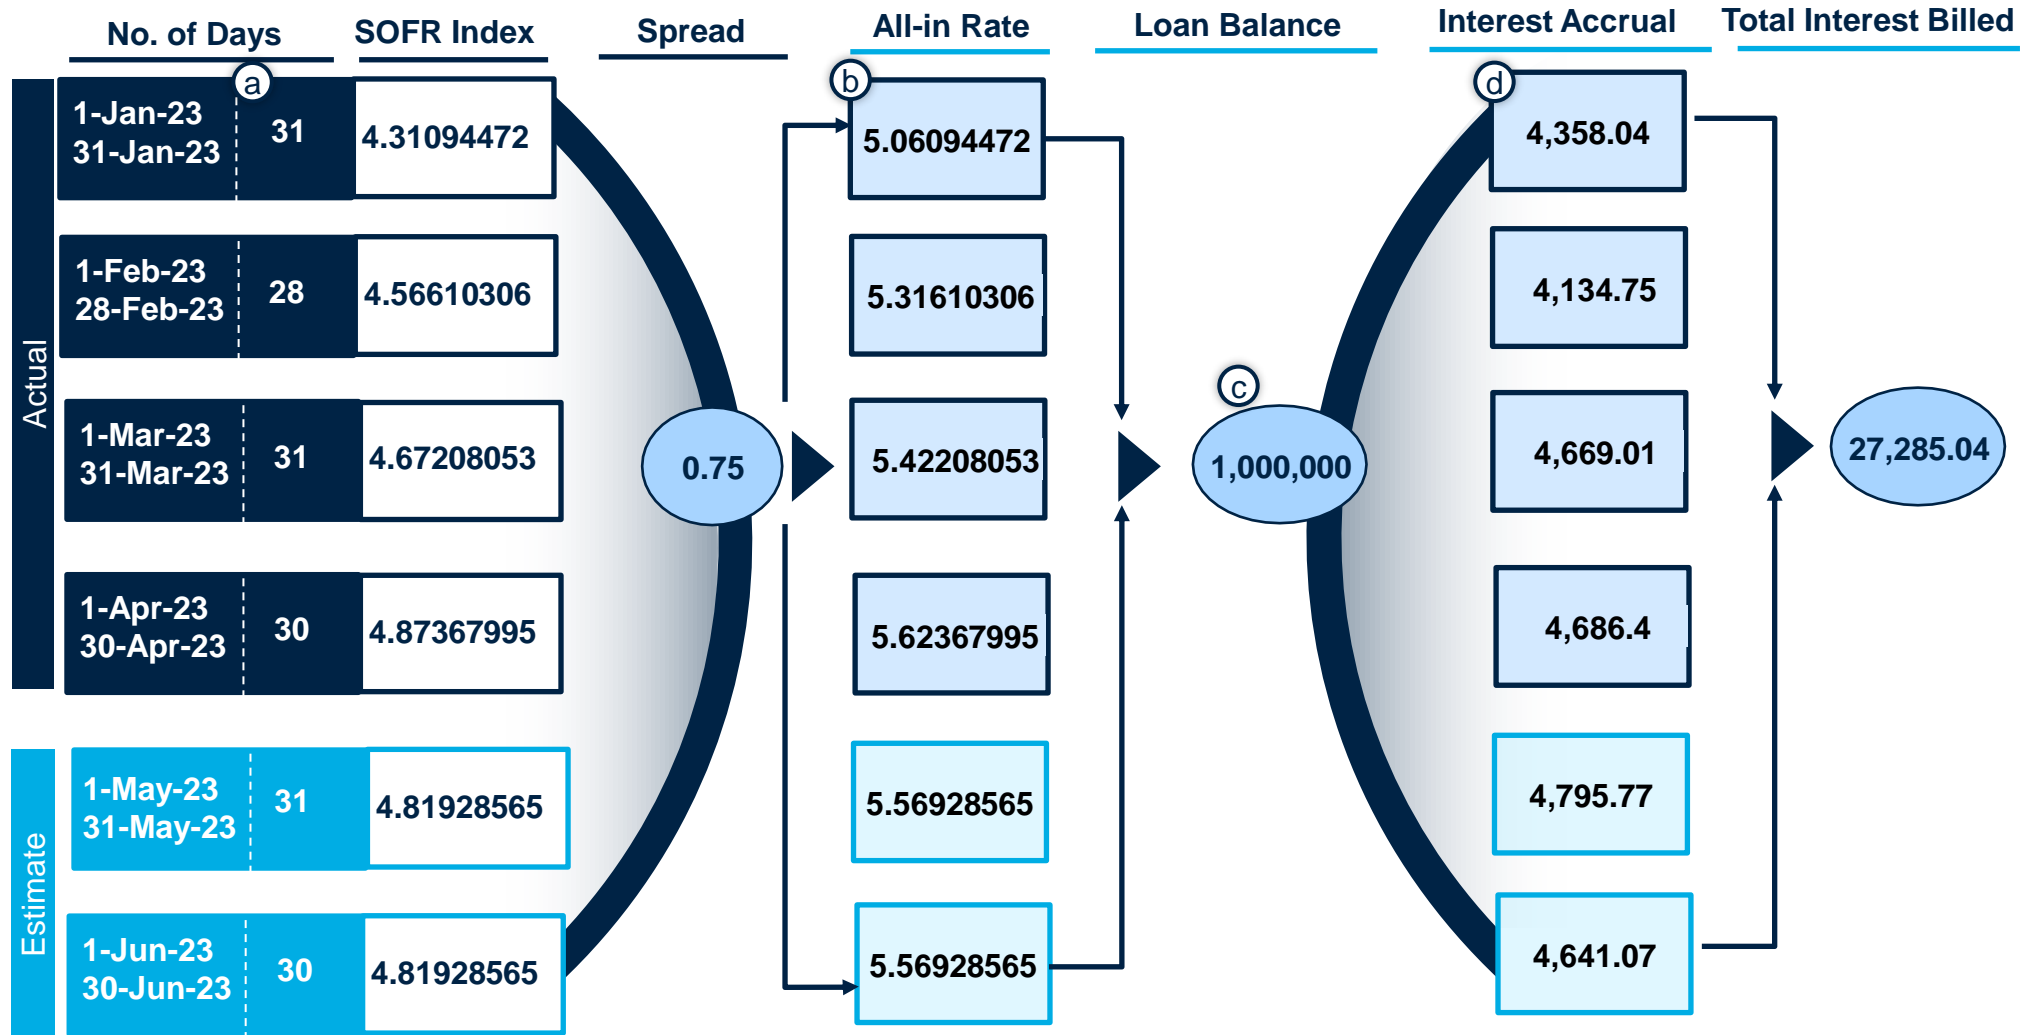 No. of Days
SOFR Index
Spread
All-in Rate
Loan Balance
Interest Accrual
Total Interest Billed
Actual
a
b
d
1-Jan-23
31-Jan-23
31
4.31094472
5.06094472
4,358.04
1-Feb-23
28-Feb-23
28
4.56610306
5.31610306
4,134.75
1-Mar-23
31-Mar-23
31
4.67208053
0.75
5.42208053
c
1,000,000
4,669.01
27,285.04
1-Apr-23
30-Apr-23
30
4.87367995
5.62367995
4,686.4
Estimate
1-May-23
31-May-23
31
4.81928565
5.56928565
4,795.77
1-Jun-23
30-Jun-23
30
4.81928565
5.56928565
4,641.07